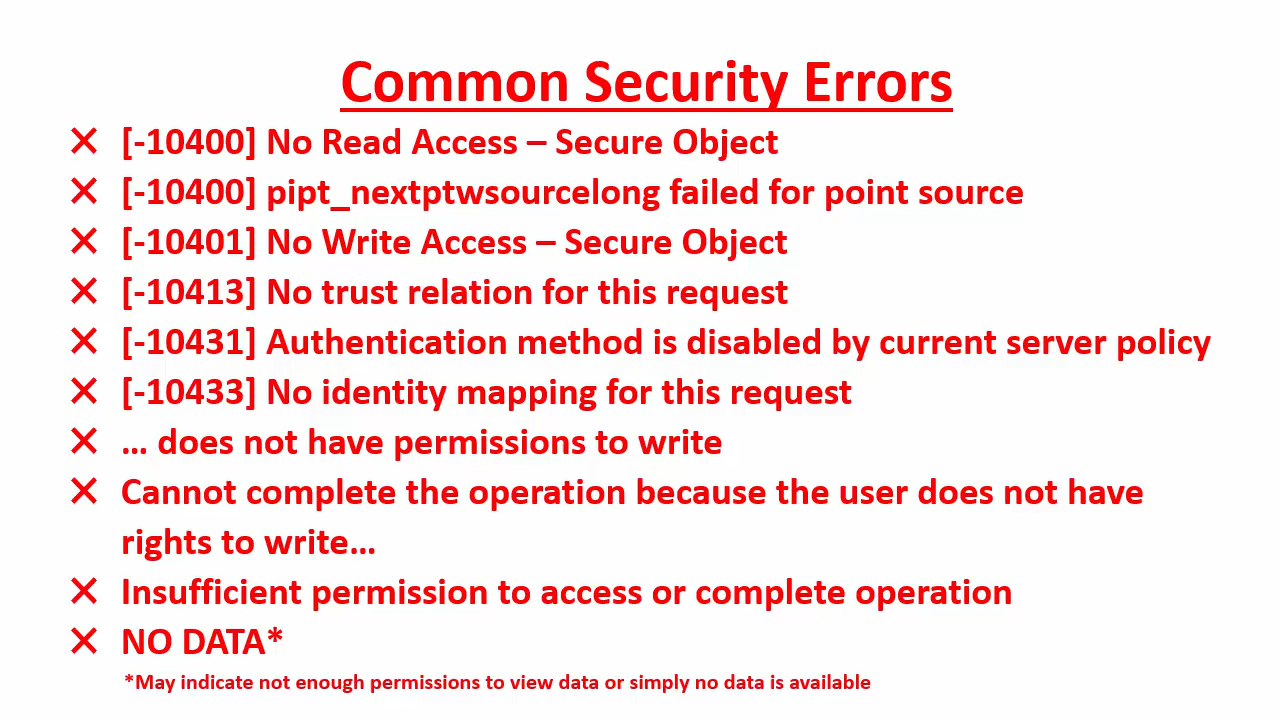 Common Security Errors
✕ [-10400] No Read Access – Secure Object
✕ [-10400] pipt_nextptwsourcelong failed for point source
✕ [-10401] No Write Access – Secure Object
✕ [-10413] No trust relation for this request
✕ [-10431] Authentication method is disabled by current server policy
✕ [-10433] No identity mapping for this request
✕ … does not have permissions to write
✕ Cannot complete the operation because the user does not have
rights to write…
✕ Insufficient permission to access or complete operation
✕ NO DATA*
*May indicate not enough permissions to view data or simply no data is available